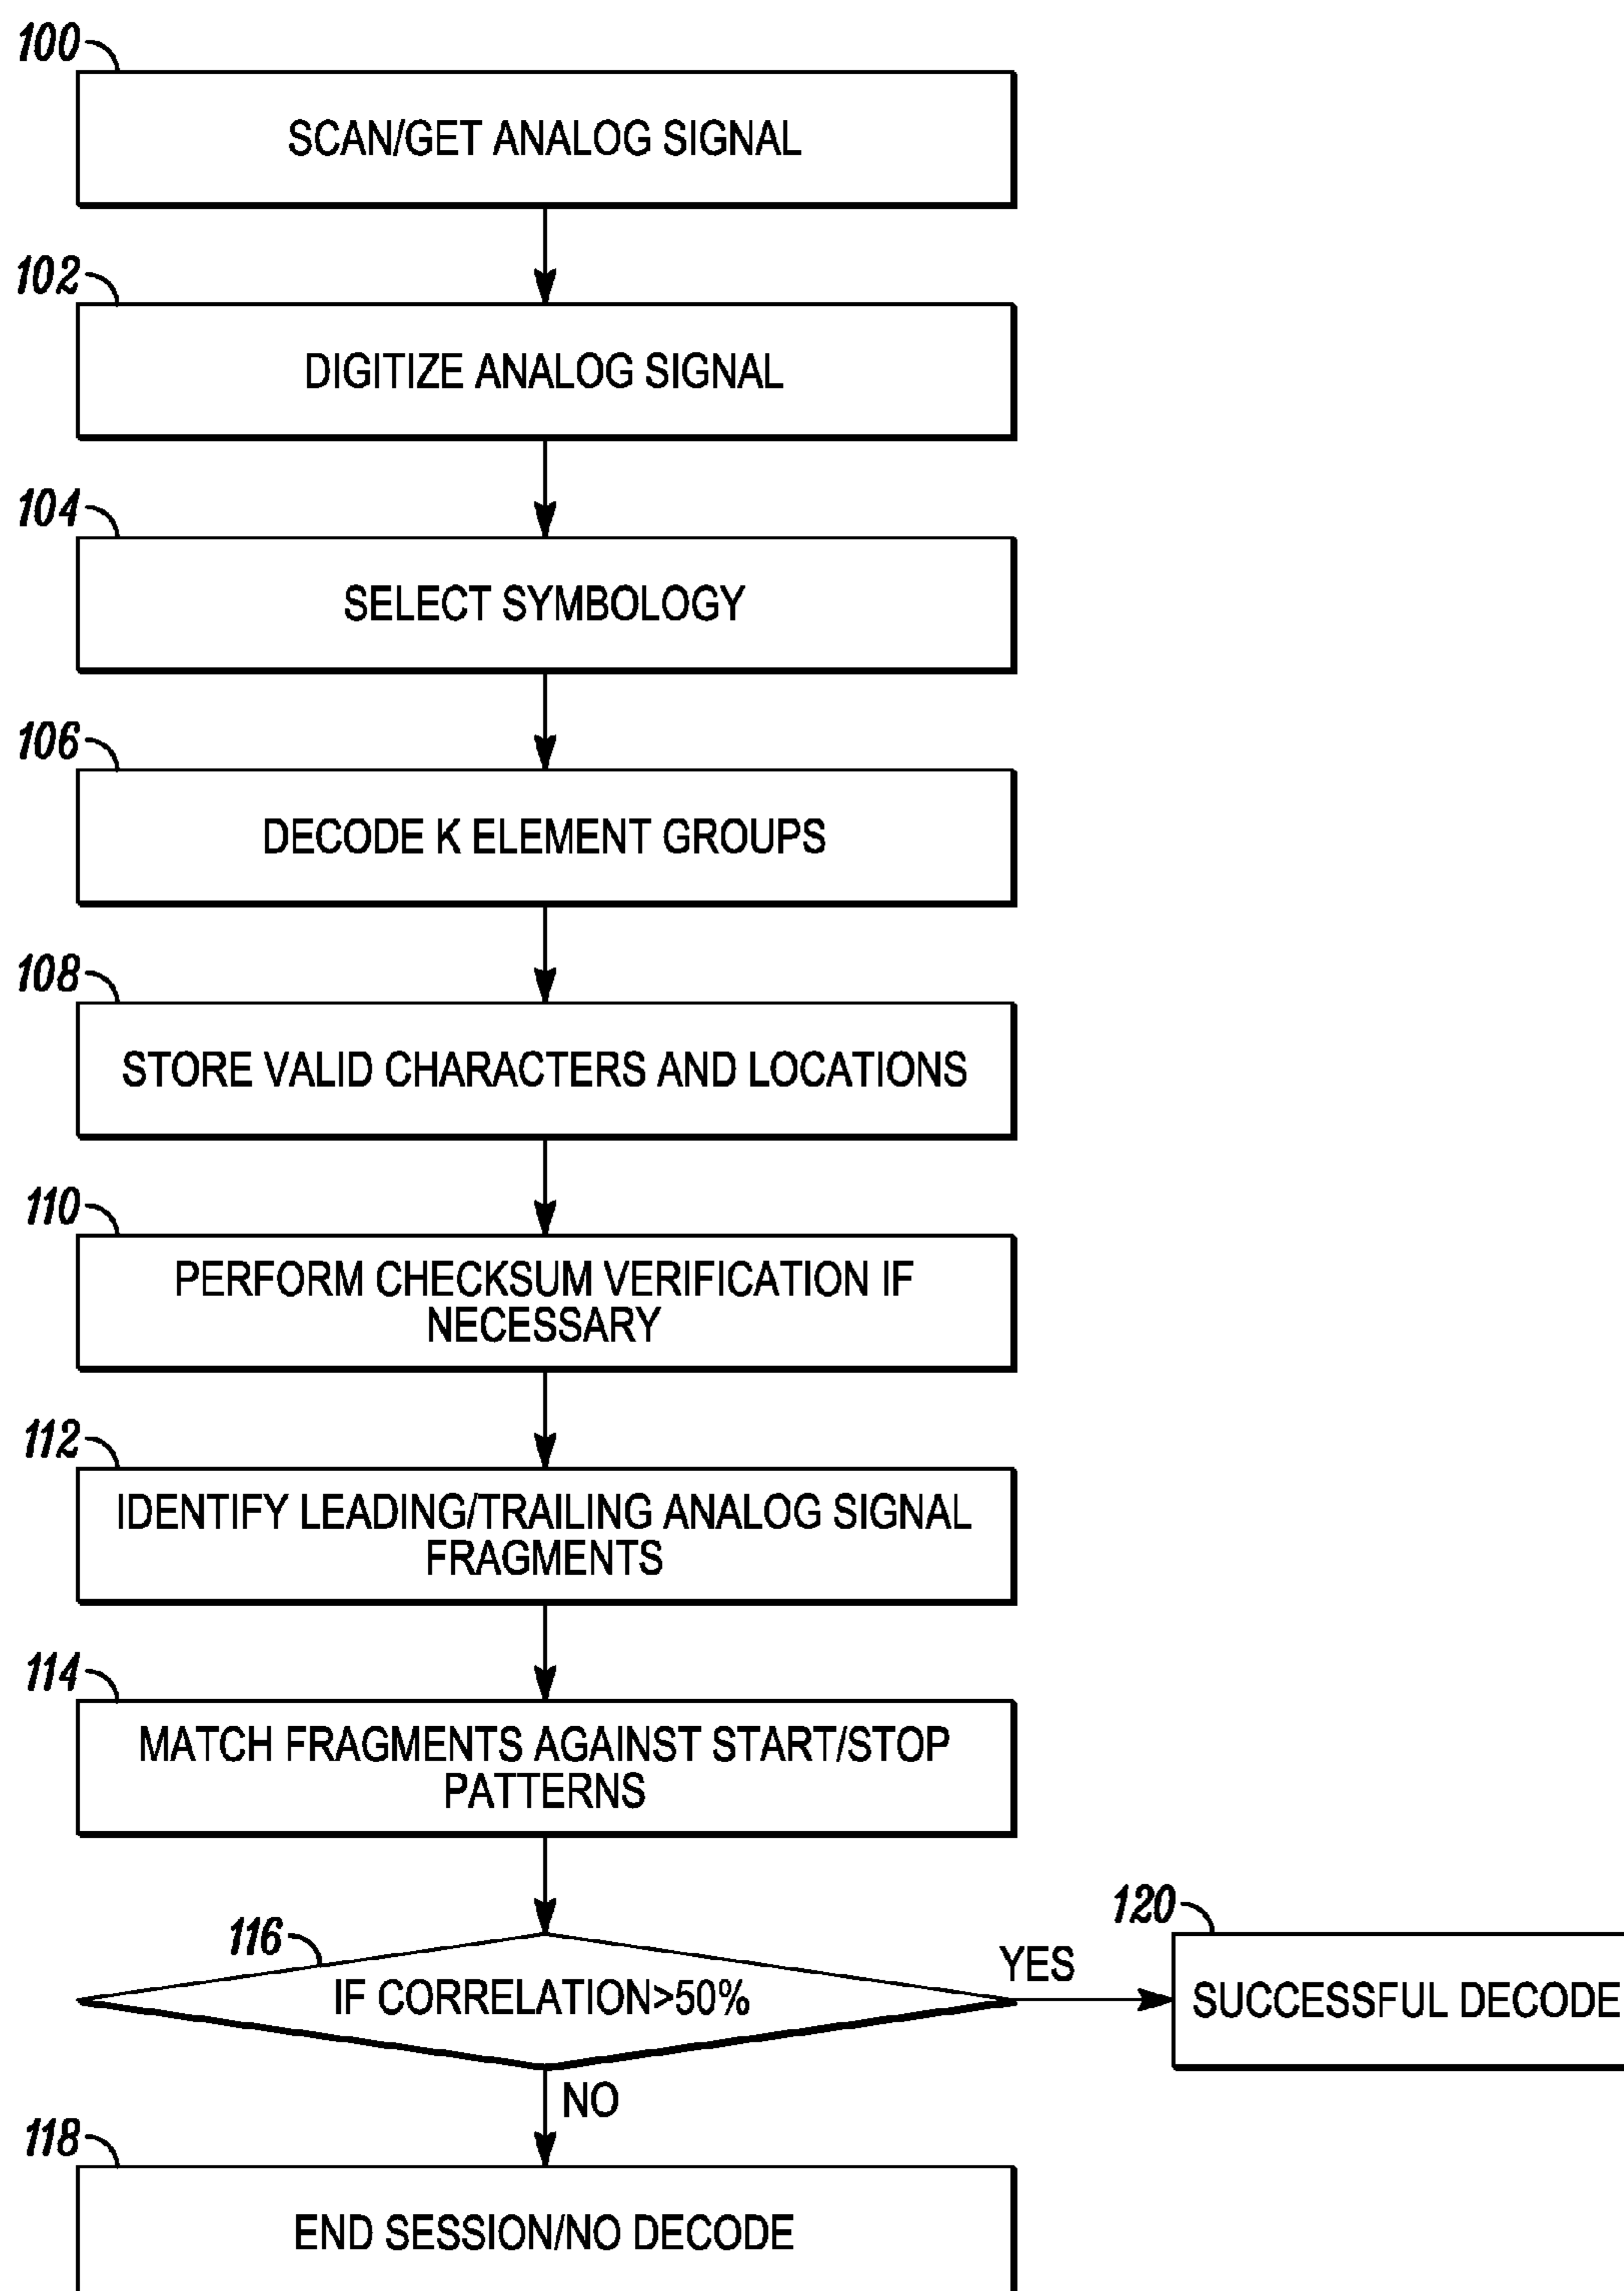 100
SCAN/GET ANALOG SIGNAL
102
DIGITIZE ANALOG SIGNAL
104
SELECT SYMBOLOGY
106
DECODE K ELEMENT GROUPS
108
STORE VALID CHARACTERS AND LOCATIONS
110
PERFORM CHECKSUM VERIFICATION IF
NECESSARY
112
IDENTIFY LEADING/TRAILING ANALOG SIGNAL
FRAGMENTS
114
MATCH FRAGMENTS AGAINST START/STOP
PATTERNS
116
IF CORRELATION>50%
YES
120
SUCCESSFUL DECODE
NO
118
END SESSION/NO DECODE